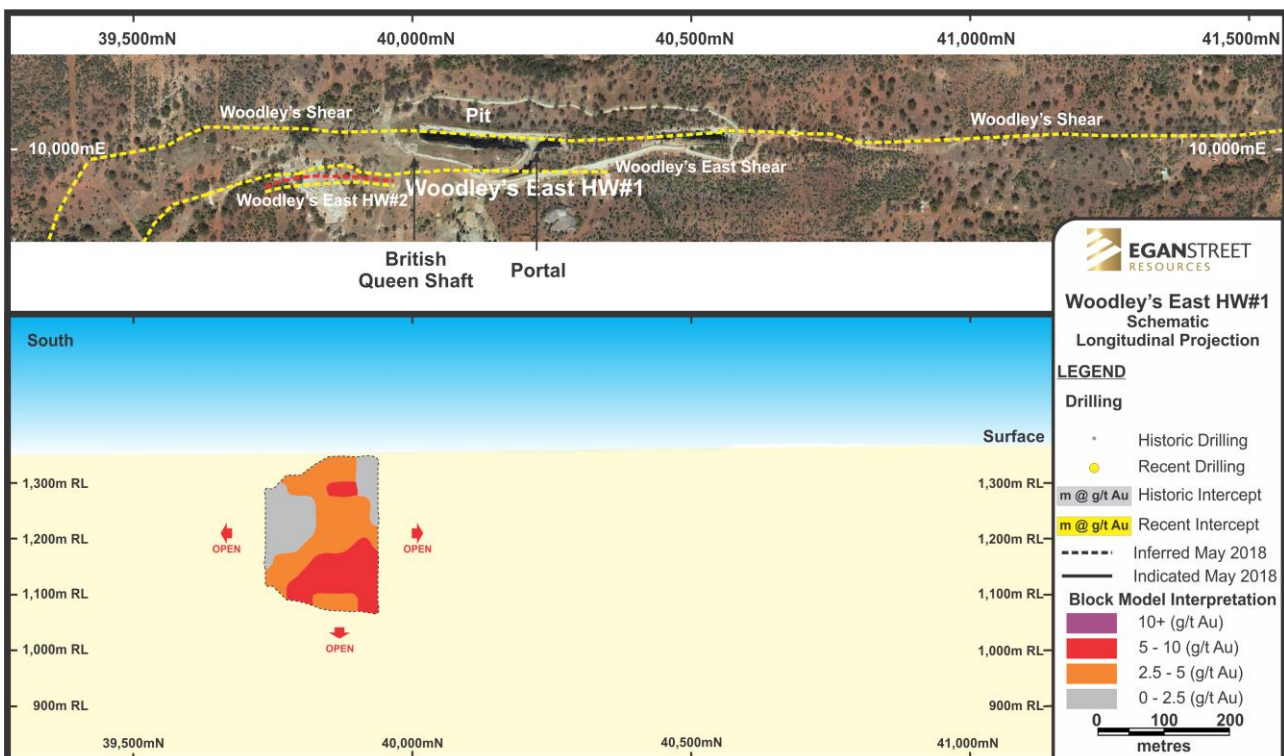 39,500mN 40,000mN 40,500mN 41,000mN 41,500mN
Woodley's Shear Pit Woodley's Shear
10,000mE 10,000mE
Woodley's East Shear
Woodley's East HW#1
Woodley's East HW#2
British
Queen Shaft
Portal
EGANSTREET
RESOURCES
Woodley's East HW#1
Schematic
Longitudinal Projection
LEGEND
Drilling
Historic Drilling
Recent Drilling
m @ g/t Au Historic Intercept
m @ g/t Au Recent Intercept
Inferred May 2018
Indicated May 2018
Block Model Interpretation
10+ (g/t Au)
5 - 10 (g/t Au)
2.5 - 5 (g/t Au)
0 - 2.5 (g/t Au)
0 100 200
metres
South
Surface
1,300m RL 1,300m RL
1,200m RL 1,200m RL
OPEN OPEN
1,100m RL 1,100m RL
OPEN
1,000m RL 1,000m RL
900m RL 900m RL
39,500mN 40,000mN 40,500mN 41,000mN